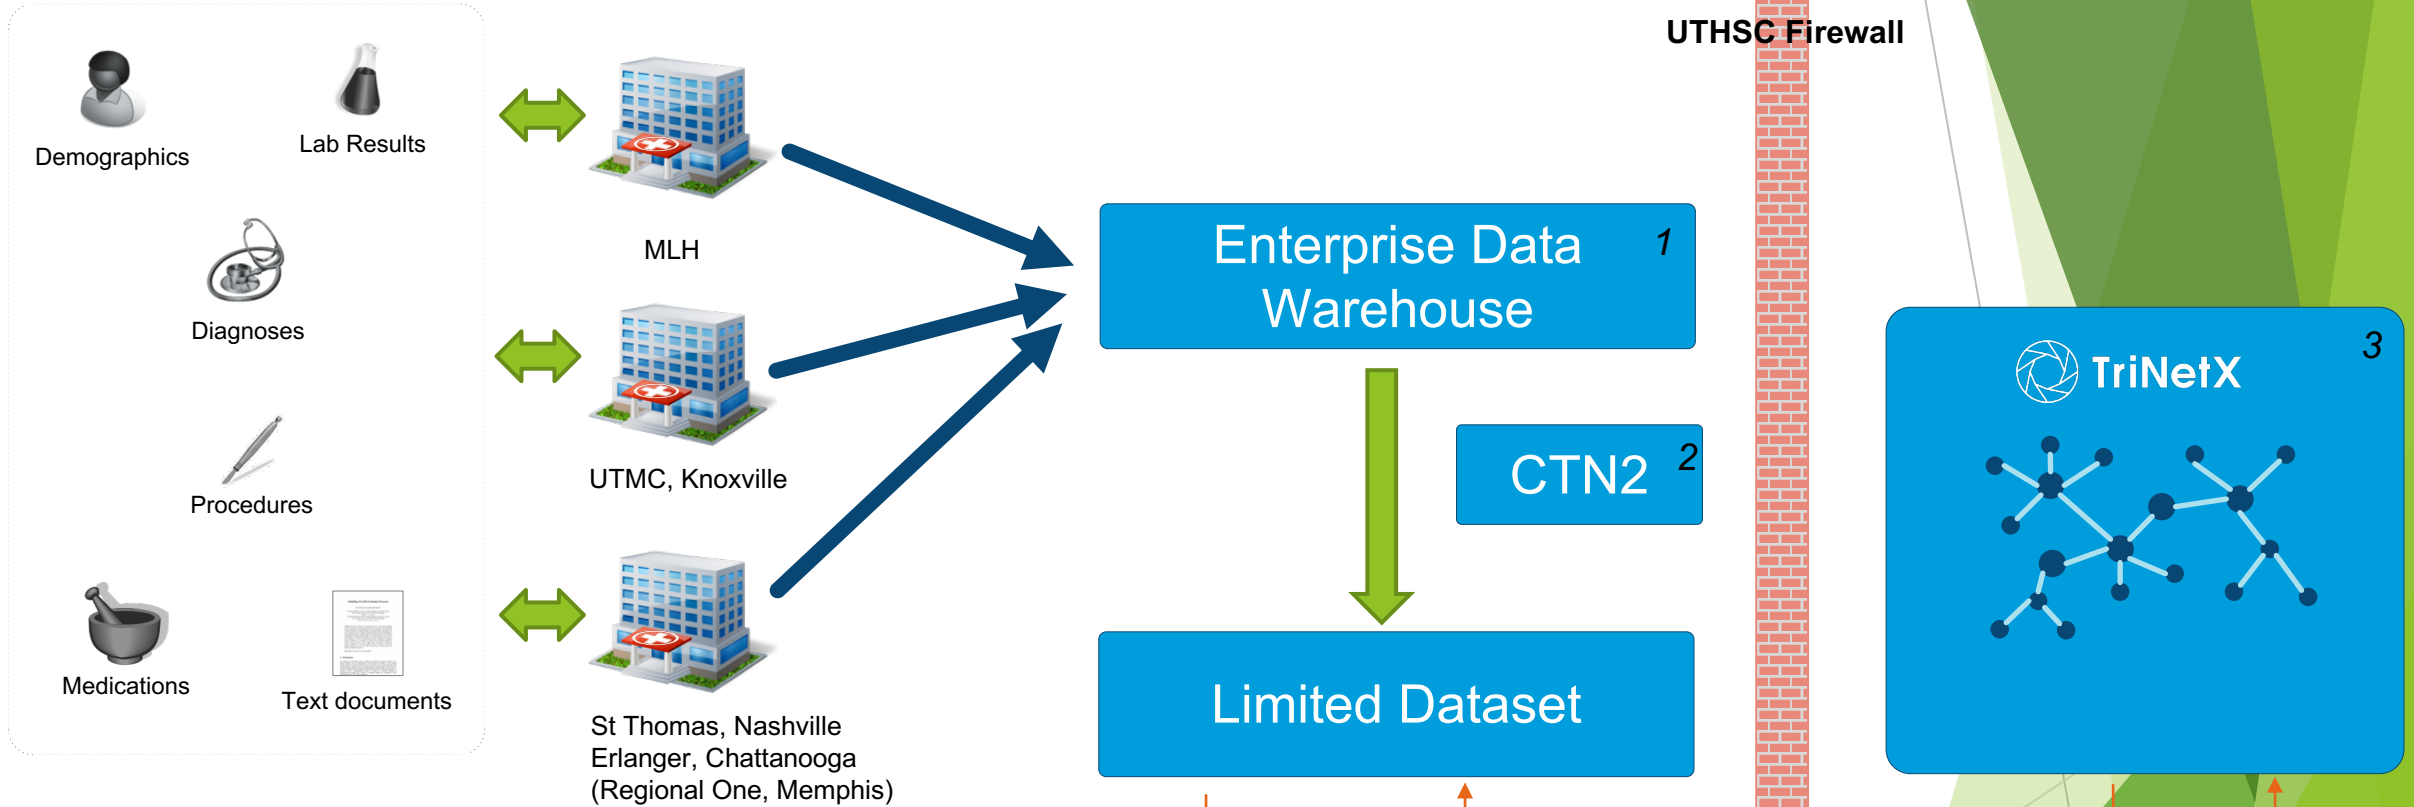 UTHSC Firewall
Demographics
Lab Results
Diagnoses
Procedures
Medications
Text documents
MLH
UTMC, Knoxville
St Thomas, Nashville
Erlanger, Chattanooga
(Regional One, Memphis)
Enterprise Data
Warehouse
1
CTN2
2
Limited Dataset
TriNetX
3